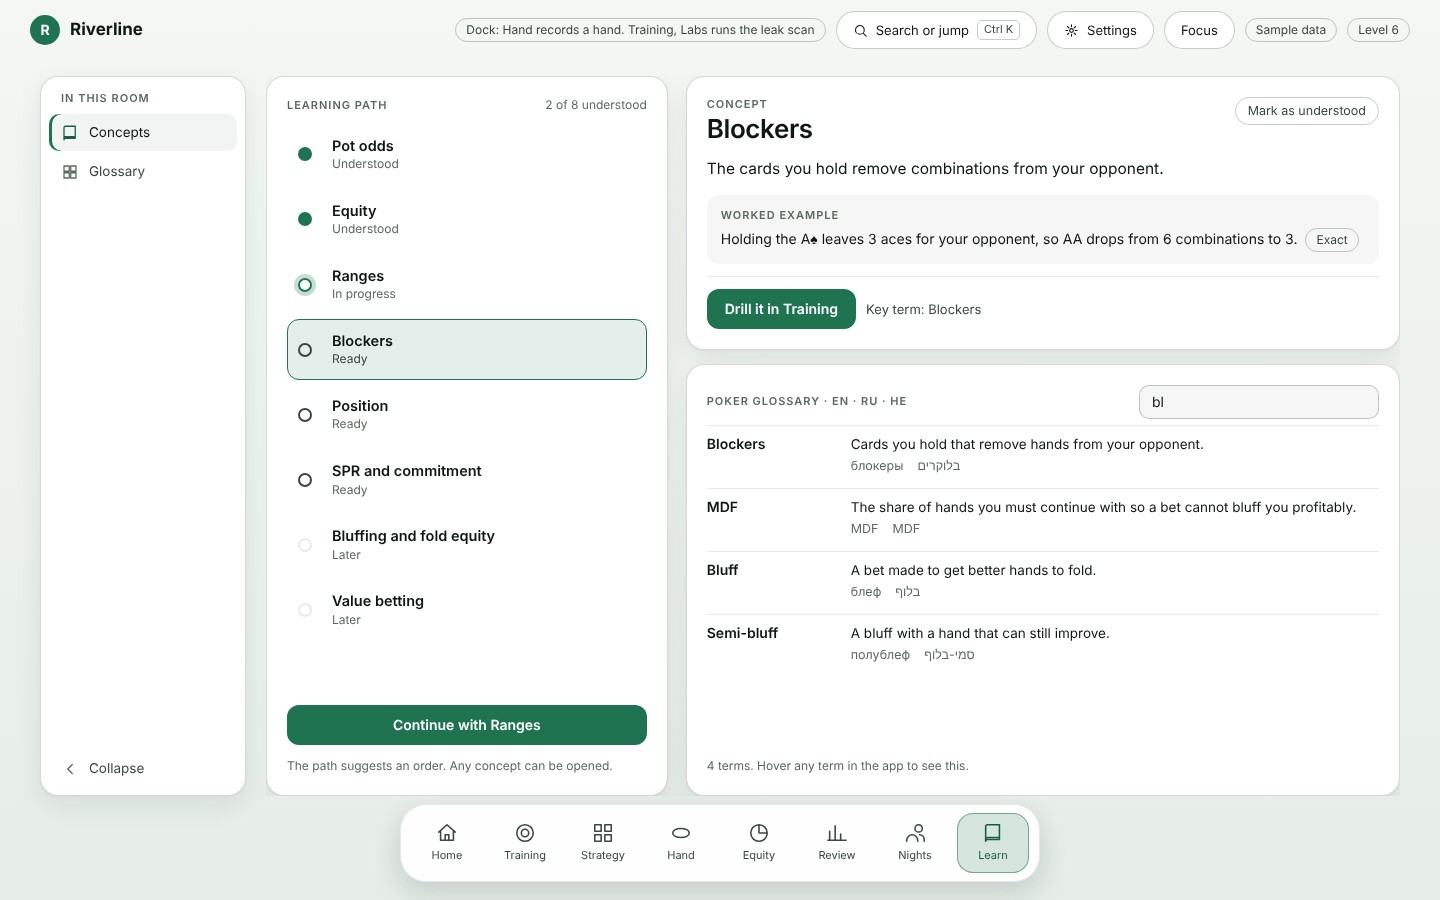 R Riverline
Dock: Hand records a hand. Training, Labs runs the leak scan
Search or jump Ctrl K
Settings
Focus
Sample data
Level 6
IN THIS ROOM
Concepts
Glossary
Collapse
LEARNING PATH 2 of 8 understood
Pot odds
Understood
Equity
Understood
Ranges
In progress
Blockers
Ready
Position
Ready
SPR and commitment
Ready
Bluffing and fold equity
Later
Value betting
Later
Continue with Ranges
The path suggests an order. Any concept can be opened.
CONCEPT
Blockers
Mark as understood
The cards you hold remove combinations from your opponent.
WORKED EXAMPLE
Holding the A♠ leaves 3 aces for your opponent, so AA drops from 6 combinations to 3. Exact
Drill it in Training Key term: Blockers
POKER GLOSSARY · EN · RU · HE bl
Blockers Cards you hold that remove hands from your opponent.
блокеры בלוקרים
MDF The share of hands you must continue with so a bet cannot bluff you profitably.
MDF MDF
Bluff A bet made to get better hands to fold.
блеф בלוף
Semi-bluff A bluff with a hand that can still improve.
полублеф סמי-בלוף
4 terms. Hover any term in the app to see this.
Home Training Strategy Hand Equity Review Nights Learn